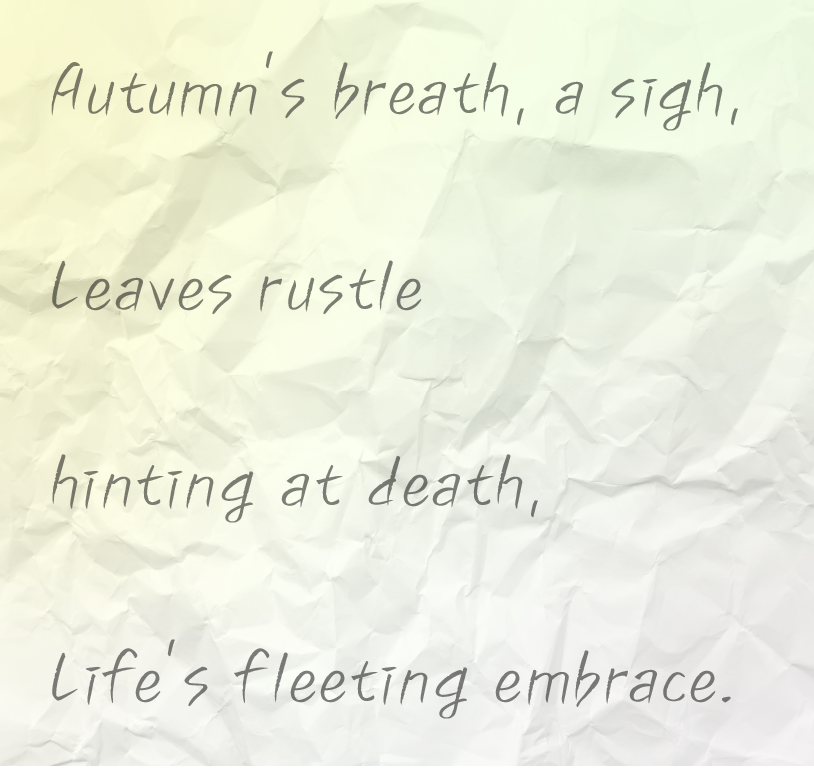 Autumn's breath, a sigh,
Leaves rustle
hinting at death,
Life's fleeting embrace.